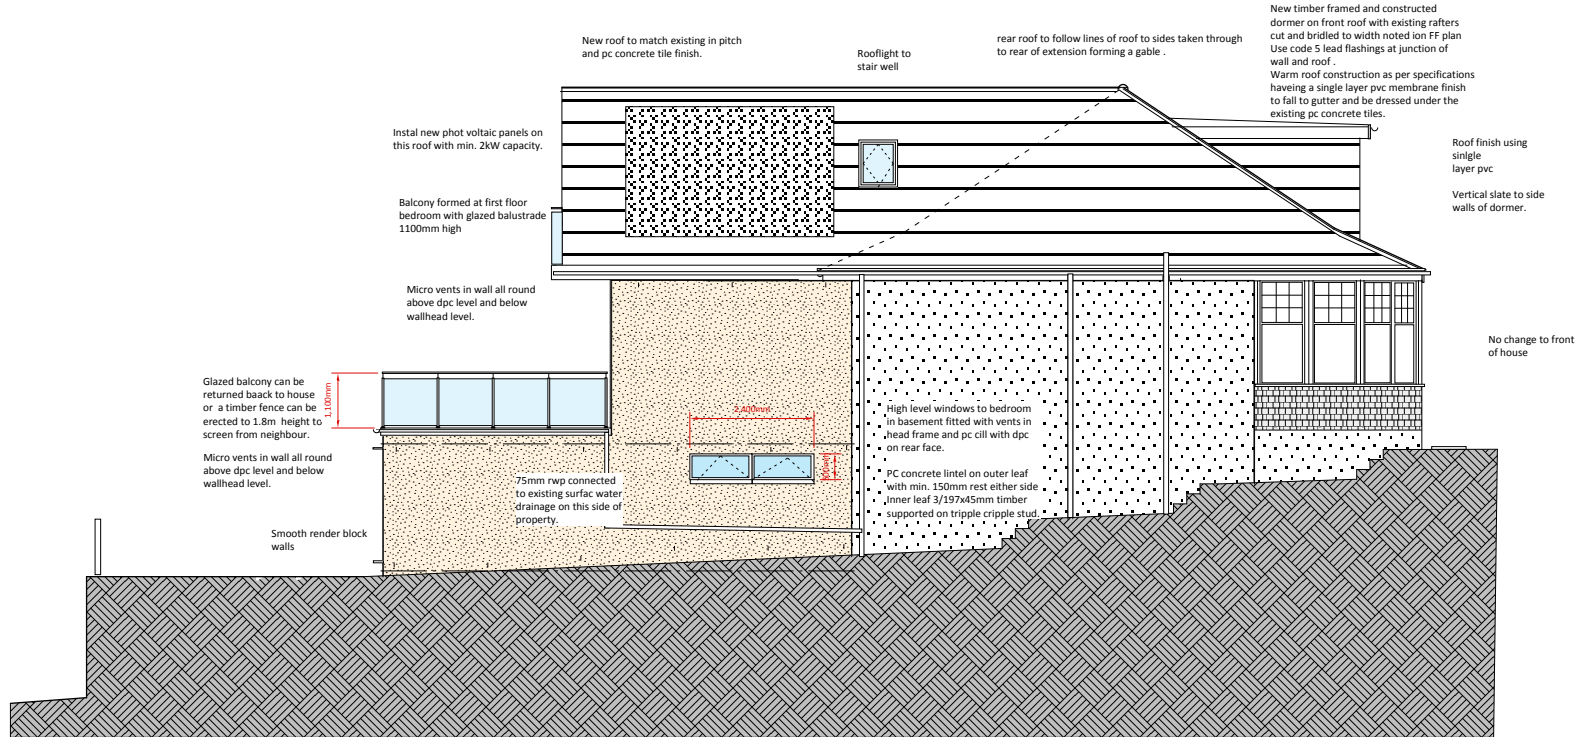 New timber framed and constructed
dormer on front roof with existing rafters
cut and bridled to width noted ion FF plan
Use code 5 lead flashings at junction of
wall and roof .
Warm roof construction as per specifications
haveing a single layer pvc membrane finish
to fall to gutter and be dressed under the
existing pc concrete tiles.
New roof to match existing in pitch
and pc concrete tile finish.
Rooflight to
stair well
rear roof to follow lines of roof to sides taken through
to rear of extension forming a gable .
Instal new phot voltaic panels on
this roof with min. 2kW capacity.
Roof finish using
sinlgle
layer pvc
Vertical slate to side
walls of dormer.
Balcony formed at first floor
bedroom with glazed balustrade
1100mm high
Micro vents in wall all round
above dpc level and below
wallhead level.
No change to front
of house
Glazed balcony can be
returned baack to house
or a timber fence can be
erected to 1.8m height to
screen from neighbour.
1,100mm
Micro vents in wall all round
above dpc level and below
wallhead level.
2,400mm
High level windows to bedroom
in basement fitted with vents in
head frame and pc cill with dpc
on rear face.
PC concrete lintel on outer leaf
with min. 150mm rest either side
Inner leaf 3/197x45mm timber
supported on tripple cripple stud.
75mm rwp connected
to existing surfac water
drainage on this side of
property.
Smooth render block
walls